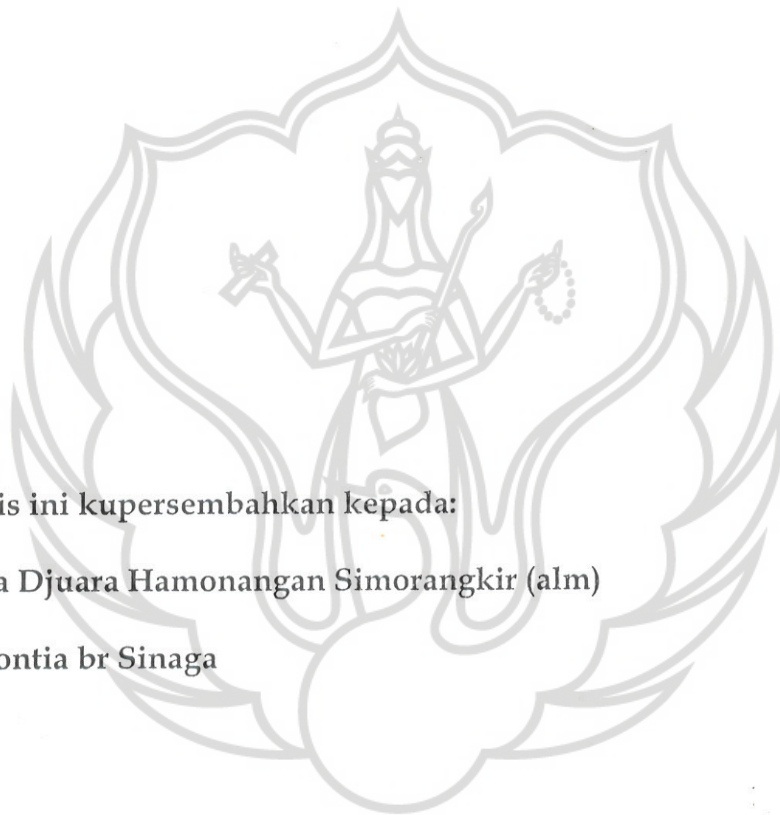 is ini kupersembahkan kepada:
a Djuara Hamonangan Simorangkir (alm)
ontia br Sinaga